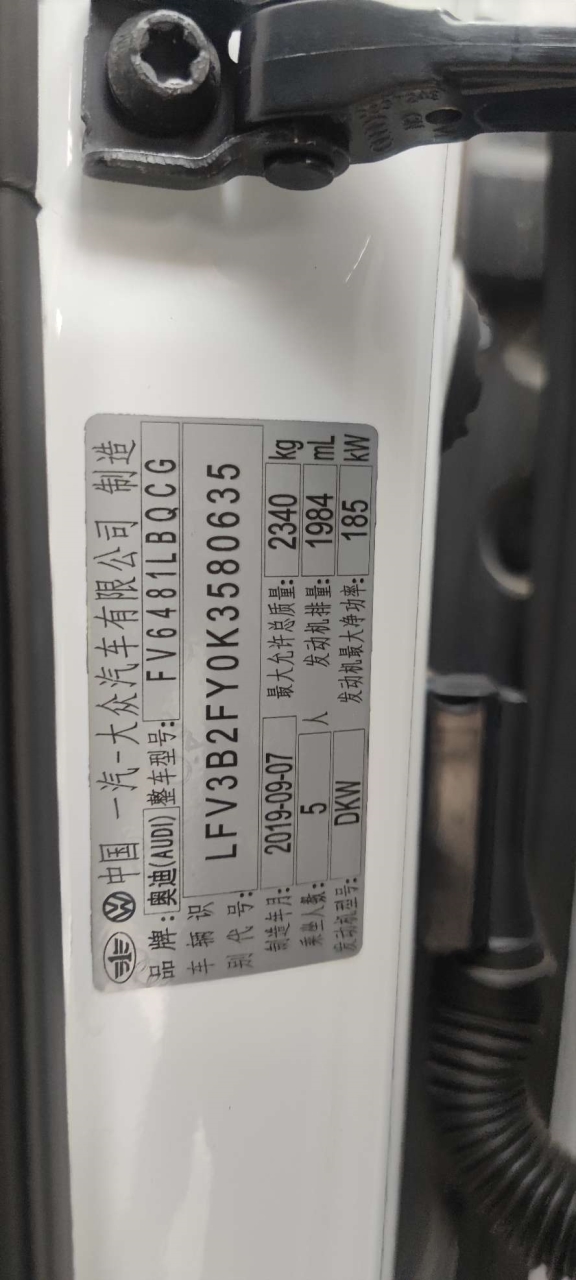 中国 一汽-大众汽车有限公司 制造
品牌: 奥迪(AUDI) 整车型号: FV6481LBQCG
车辆识别代号: LFV3B2FY0K3580635
制造年月: 2019-09-07 最大允许总质量: 2340 kg
乘坐人数: 5 人 发动机排量: 1984 mL
发动机型号: DKW 发动机最大净功率: 185 kW